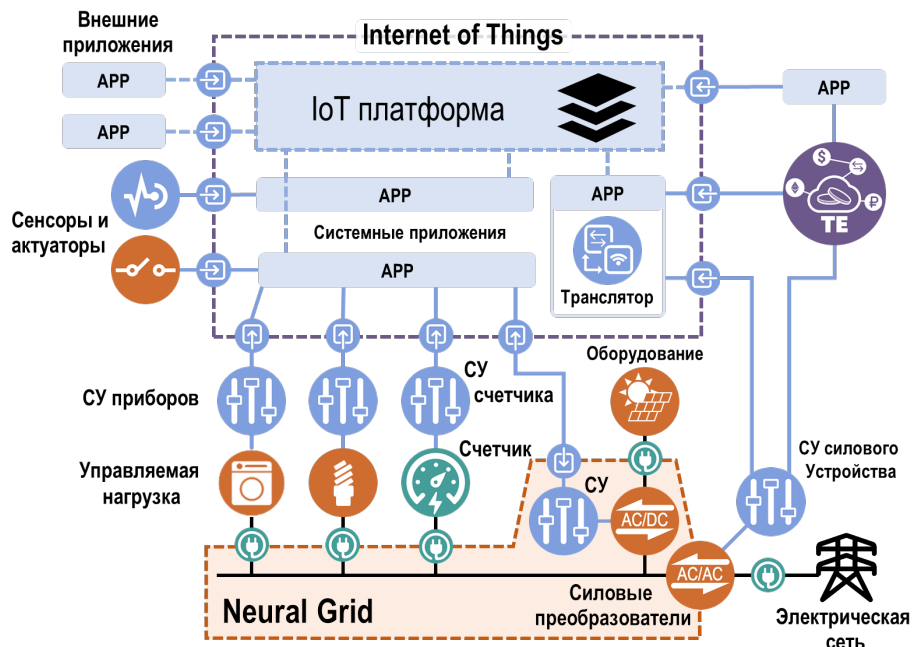 Внешние
приложения
Internet of Things
APP
IoT платформа
APP
APP
APP
APP
Сенсоры и
актуаторы
Системные приложения
APP
Транслятор
$
₽
TE
Оборудование
СУ приборов
СУ
счетчика
Управляемая
нагрузка
Счетчик
СУ
СУ силового
Устройства
AC/DC
AC/AC
Neural Grid
Силовые
преобразователи
Электрическая
сеть